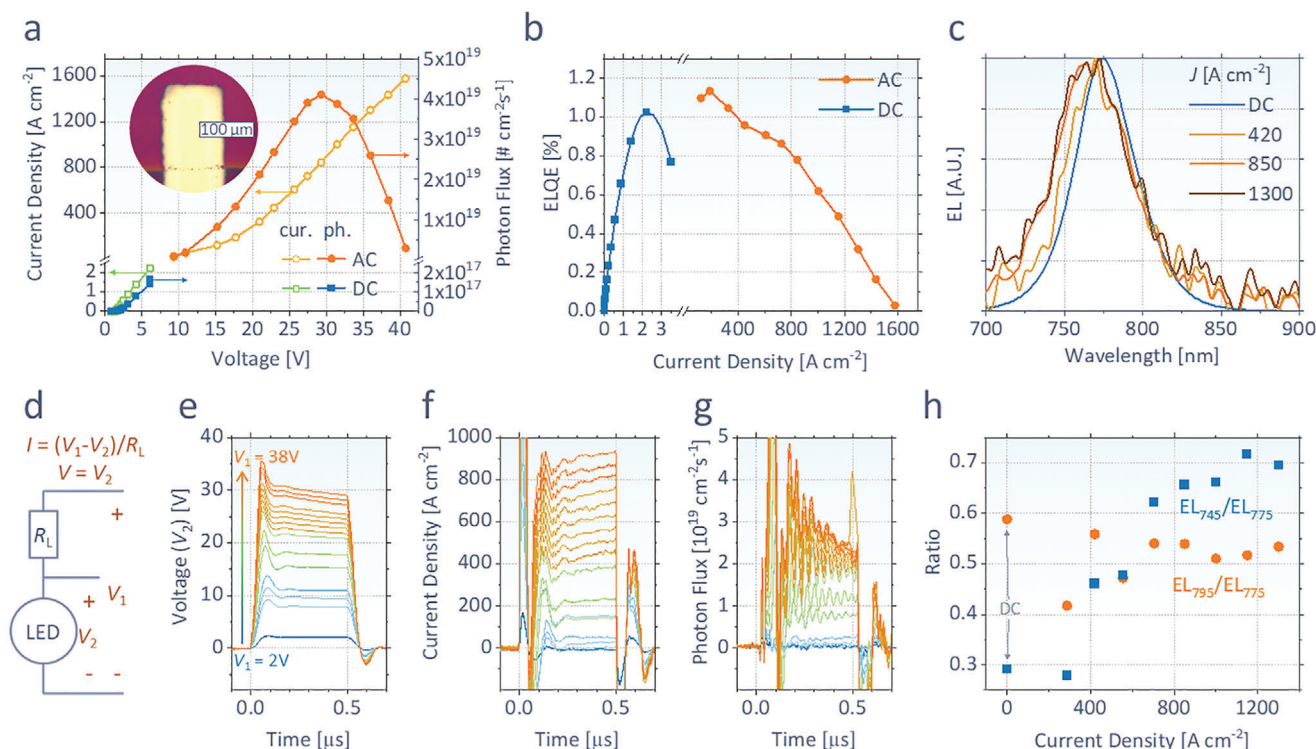 a
Current Density [A cm⁻²]
1600
1200
800
400
2
1
0
100 µm
cur. ph.
AC
DC
5x10¹⁹
4x10¹⁹
3x10¹⁹
2x10¹⁹
1x10¹⁹
2x10¹⁷
1x10¹⁷
0
Photon Flux [# cm⁻²s⁻¹]
0 5 10 15 20 25 30 35 40
Voltage [V]
b
ELQE [%]
1.2
1.0
0.8
0.6
0.4
0.2
0.0
AC
DC
0 1 2 3 400 800 1200 1600
Current Density [A cm⁻²]
c
EL [A.U.]
J [A cm⁻²]
DC
420
850
1300
700 750 800 850 900
Wavelength [nm]
d
I = (V₁-V₂)/R_L
V = V₂
R_L
+
LED
+
V₁
V₂
- -
e
Voltage (V₂) [V]
40
30
20
10
0
V₁ = 38V
V₁ = 2V
0.0 0.5
Time [µs]
f
Current Density [A cm⁻²]
1000
800
600
400
200
0
0.0 0.5
Time [µs]
g
Photon Flux [10¹⁹ cm⁻²s⁻¹]
5
4
3
2
1
0
0.0 0.5
Time [µs]
h
Ratio
0.7
0.6
0.5
0.4
0.3
EL₇₄₅/EL₇₇₅
EL₇₉₅/EL₇₇₅
DC
0 400 800 1200
Current Density [A cm⁻²]